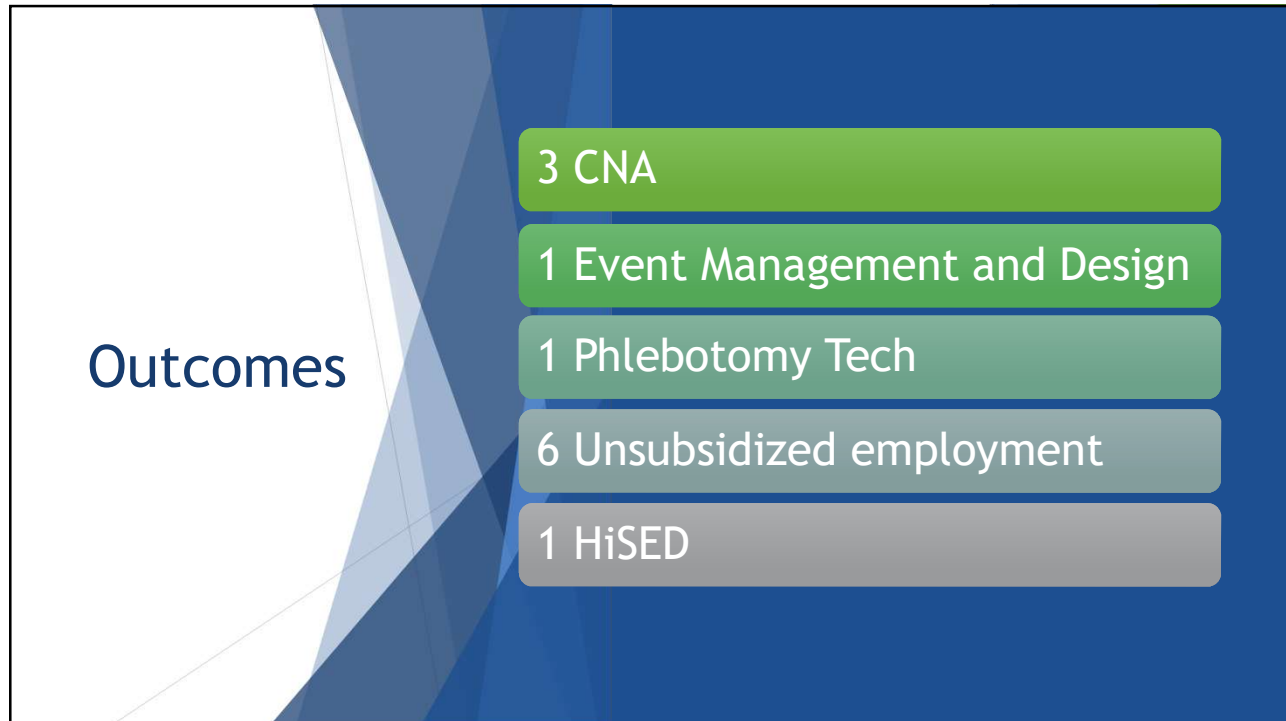 Outcomes
3 CNA
1 Event Management and Design
1 Phlebotomy Tech
6 Unsubsidized employment
1 HiSED